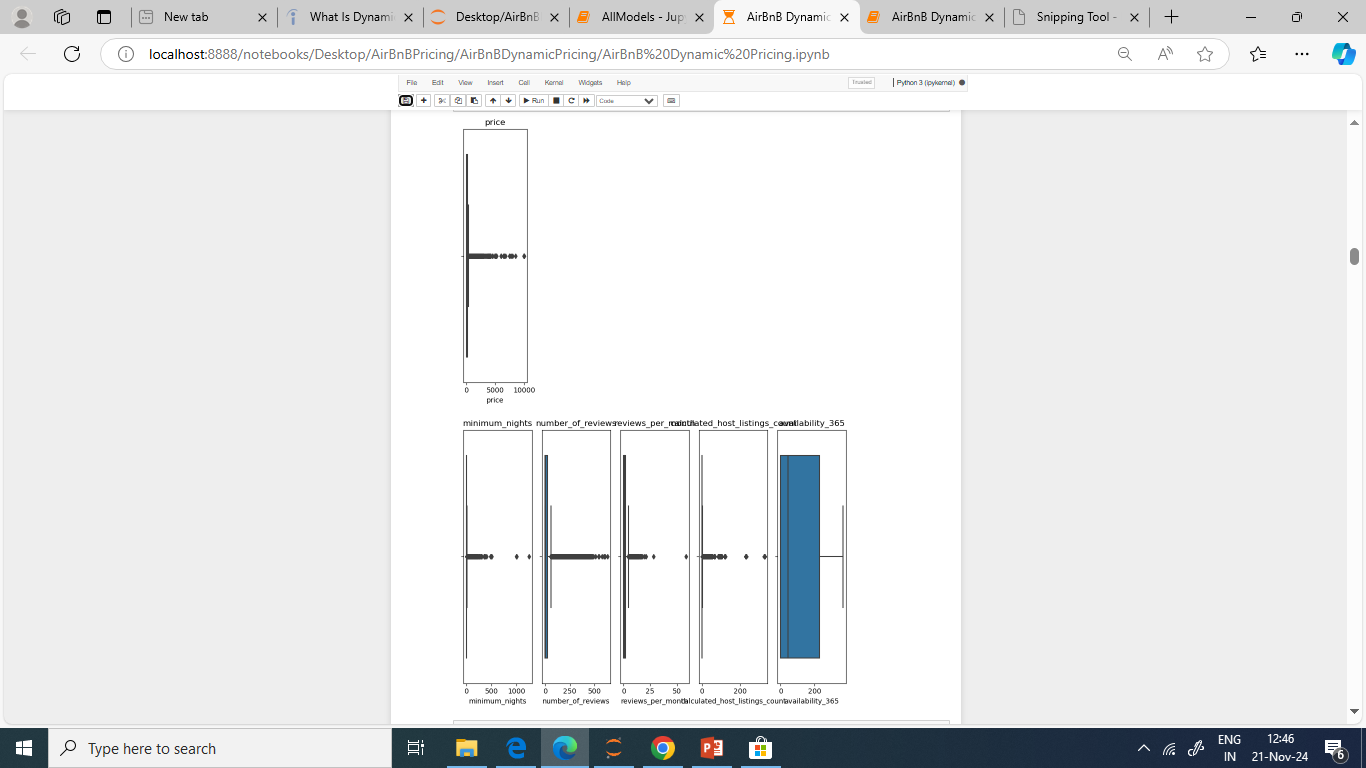 New tab
What Is Dynami
Desktop/AirBnB
AllModels - Jup
AirBnB Dynamic
AirBnB Dynamic
Snipping Tool -
localhost:8888/notebooks/Desktop/AirBnBPricing/AirBnBDynamicPricing/AirBnB%20Dynamic%20Pricing.ipynb
File Edit View Insert Cell Kernel Widgets Help Trusted Python 3 (ipykernel)
Run Code
price
0 5000 10000
price
minimum_nights number_of_reviews reviews_per_month calculated_host_listings_count availability_365
0 500 1000 0 250 500 0 25 50 0 200 0 200
minimum_nights number_of_reviews reviews_per_month calculated_host_listings_count availability_365
Type here to search
ENG 12:46
IN 21-Nov-24 6